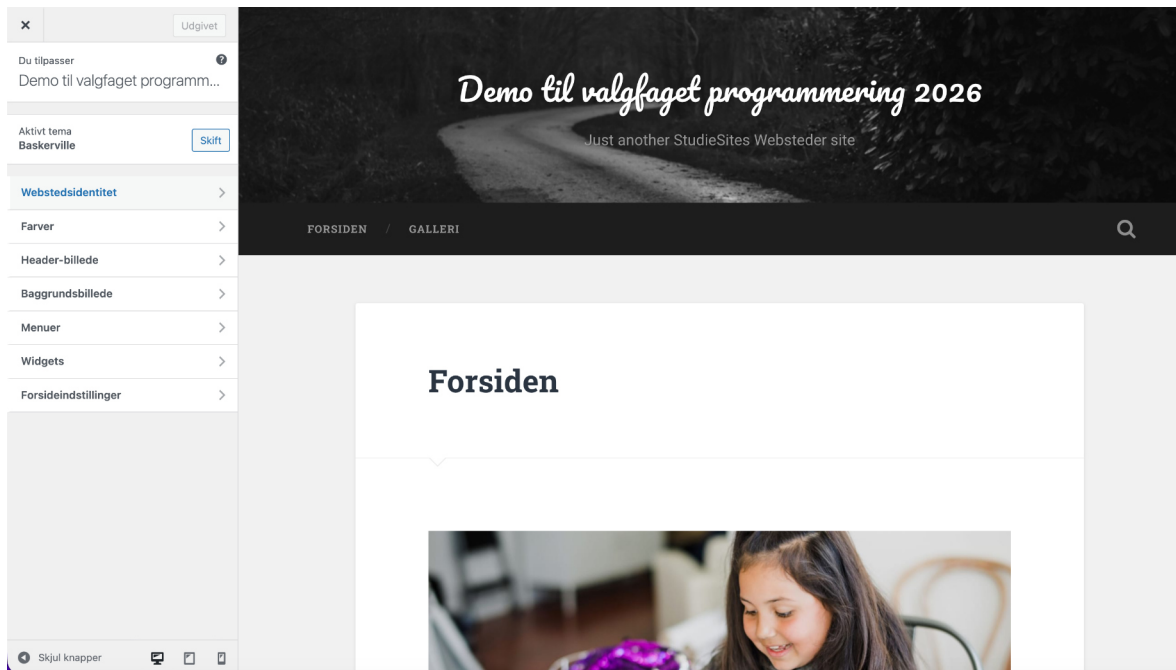 Udgivet
Du tilpasser
Demo til valgfaget programm...
Aktivt tema
Baskerville
Skift
Webstedsidentitet
Farver
Header-billede
Baggrundsbillede
Menuer
Widgets
Forsideindstillinger
Skjul knapper
Demo til valgfaget programmering 2026
Just another StudieSites Websteder site
FORSIDEN / GALLERI
Forsiden